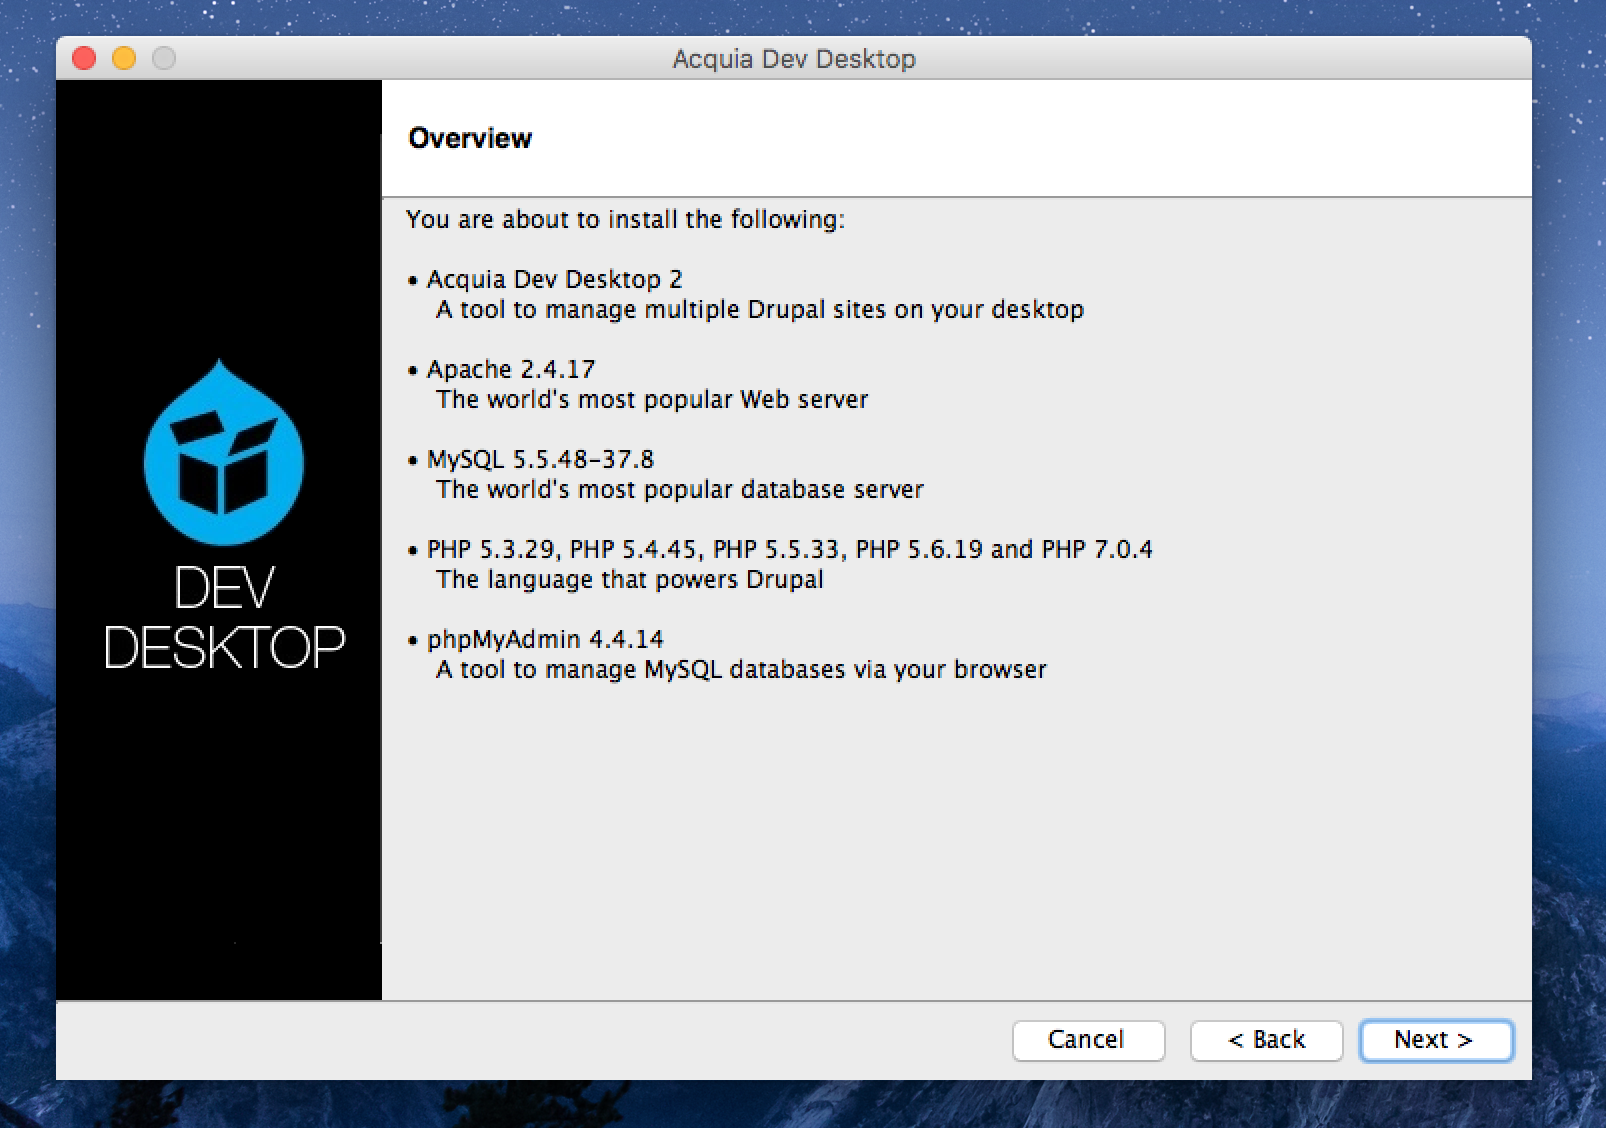 Acquia Dev Desktop
Overview
You are about to install the following:
• Acquia Dev Desktop 2
A tool to manage multiple Drupal sites on your desktop
• Apache 2.4.17
The world's most popular Web server
• MySQL 5.5.48-37.8
The world's most popular database server
• PHP 5.3.29, PHP 5.4.45, PHP 5.5.33, PHP 5.6.19 and PHP 7.0.4
The language that powers Drupal
• phpMyAdmin 4.4.14
A tool to manage MySQL databases via your browser
DEV
DESKTOP
Cancel
< Back
Next >